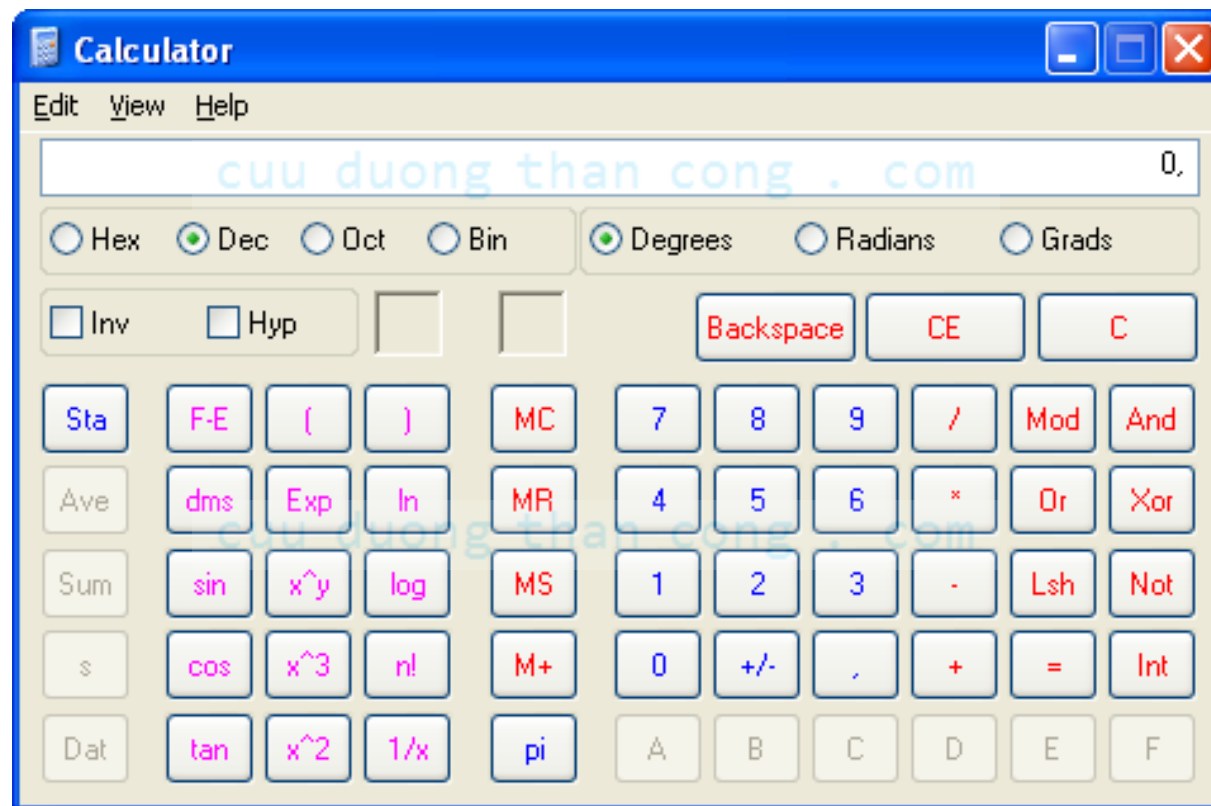 Calculator
Edit View Help
0,
cuu duong than cong . com
Hex Dec Oct Bin Degrees Radians Grads
Inv Hyp Backspace CE C
Sta F-E ( ) MC 7 8 9 / Mod And
Ave dms Exp ln MR 4 5 6 * Or Xor
cuu duong than cong . com
Sum sin x^y log MS 1 2 3 - Lsh Not
s cos x^3 n! M+ 0 +/- , + = Int
Dat tan x^2 1/x pi A B C D E F